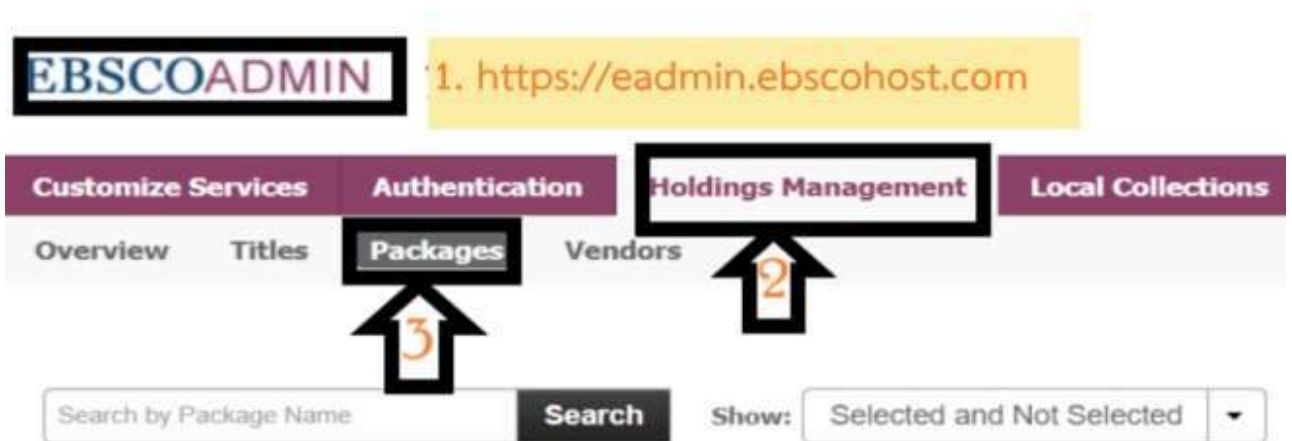 EBSCOADMIN 1. https://eadmin.ebscohost.com
Customize Services Authentication Holdings Management Local Collections
Overview Titles Packages Vendors
2
3
Search by Package Name Search Show: Selected and Not Selected